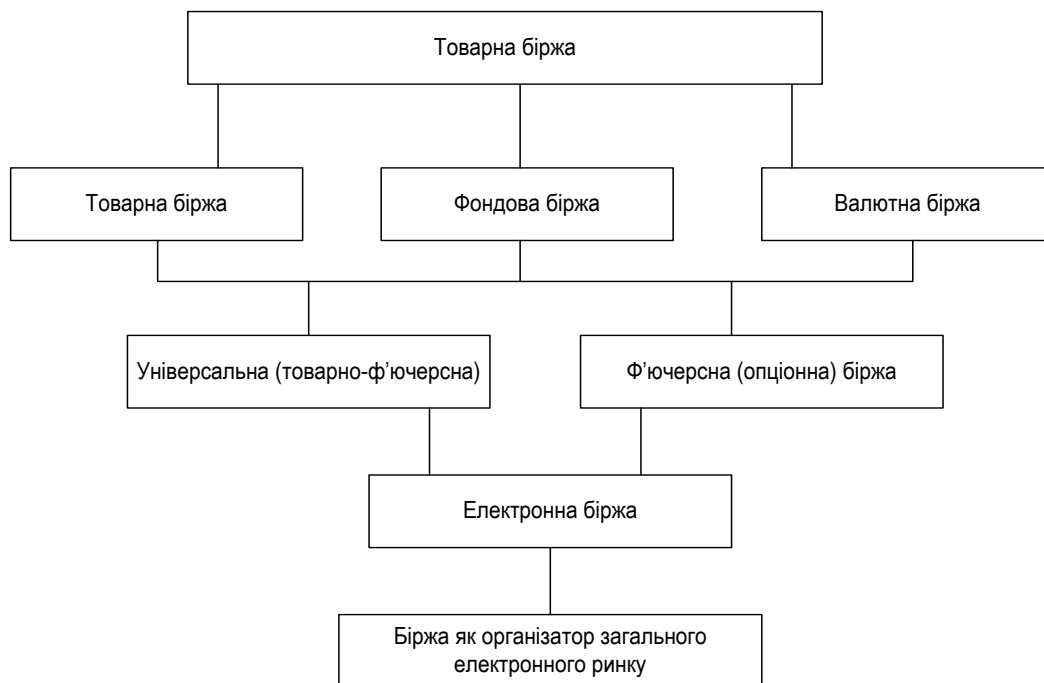 Товарна біржа
Товарна біржа
Фондова біржа
Валютна біржа
Універсальна (товарно-ф’ючерсна)
Ф’ючерсна (опціонна) біржа
Електронна біржа
Біржа як організатор загального
електронного ринку